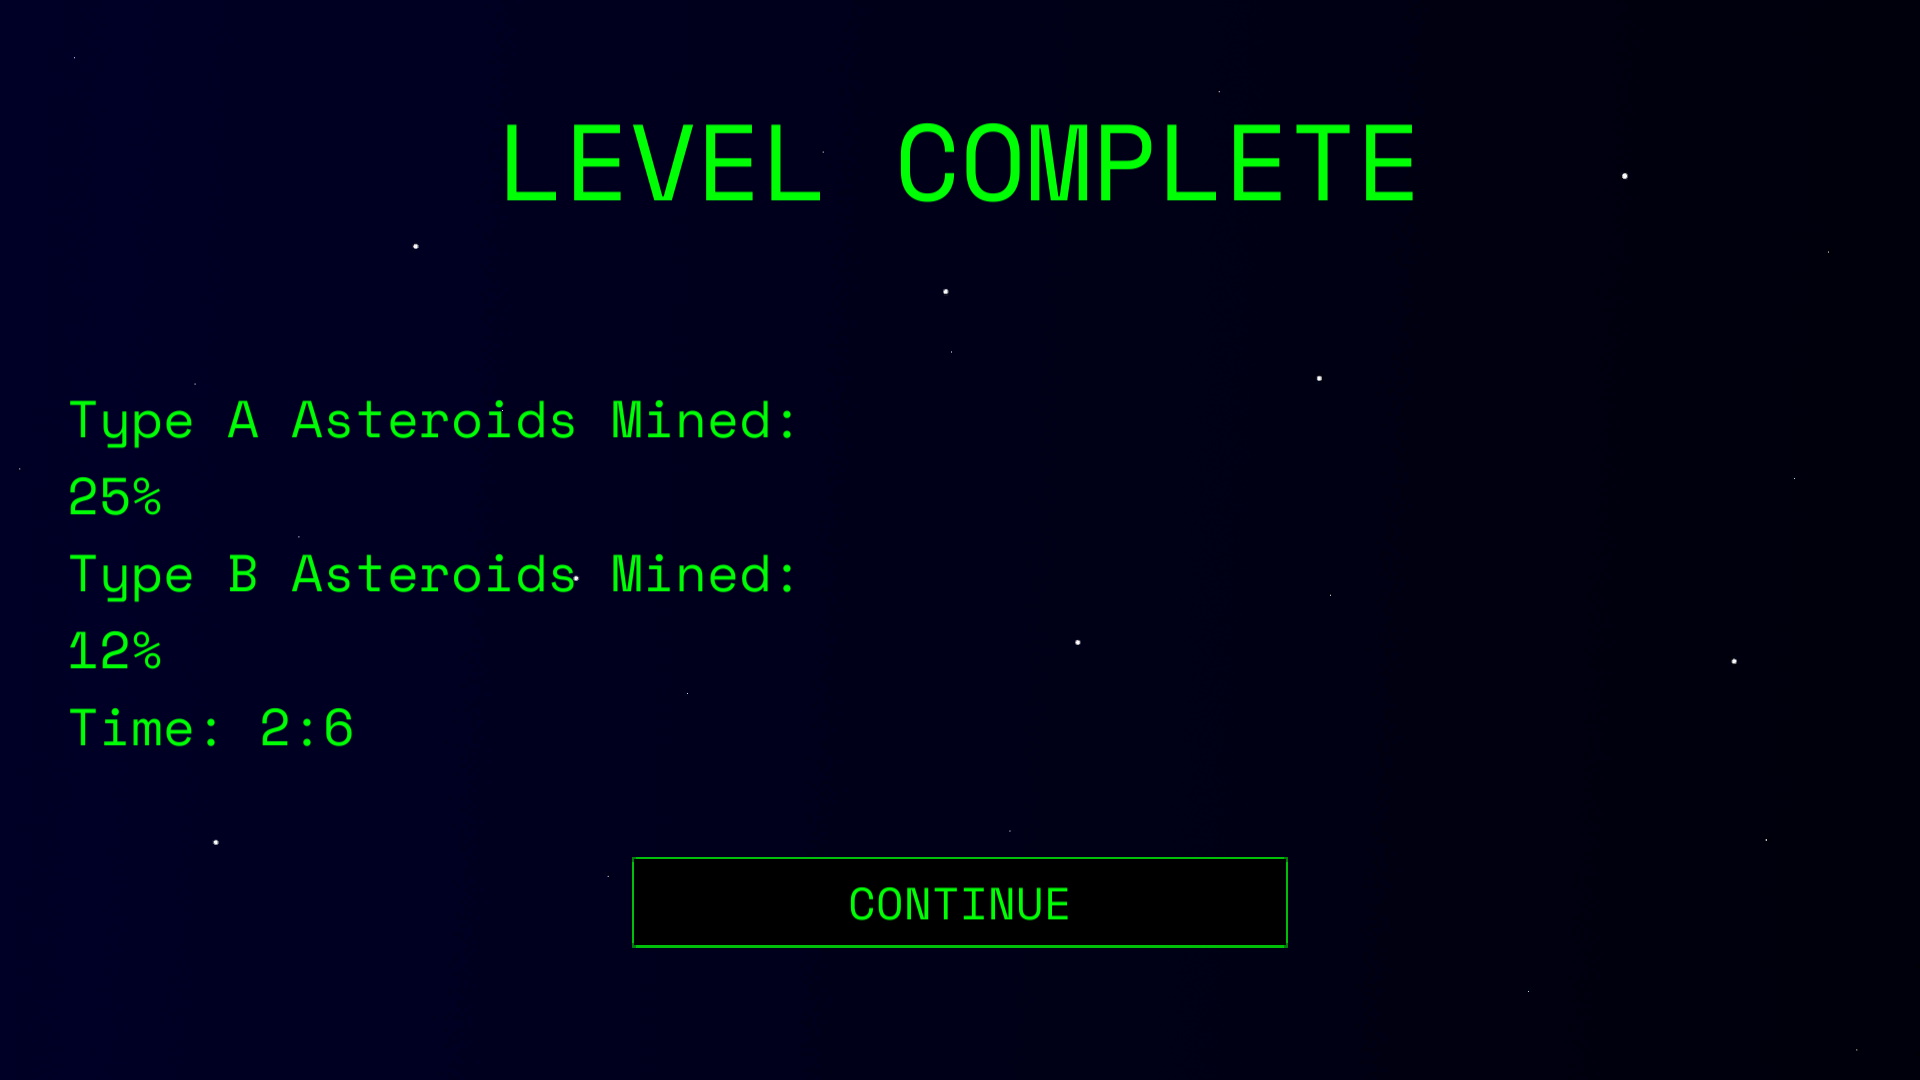 LEVEL COMPLETE
Type A Asteroids Mined:
25%
Type B Asteroids Mined:
12%
Time: 2:6
CONTINUE